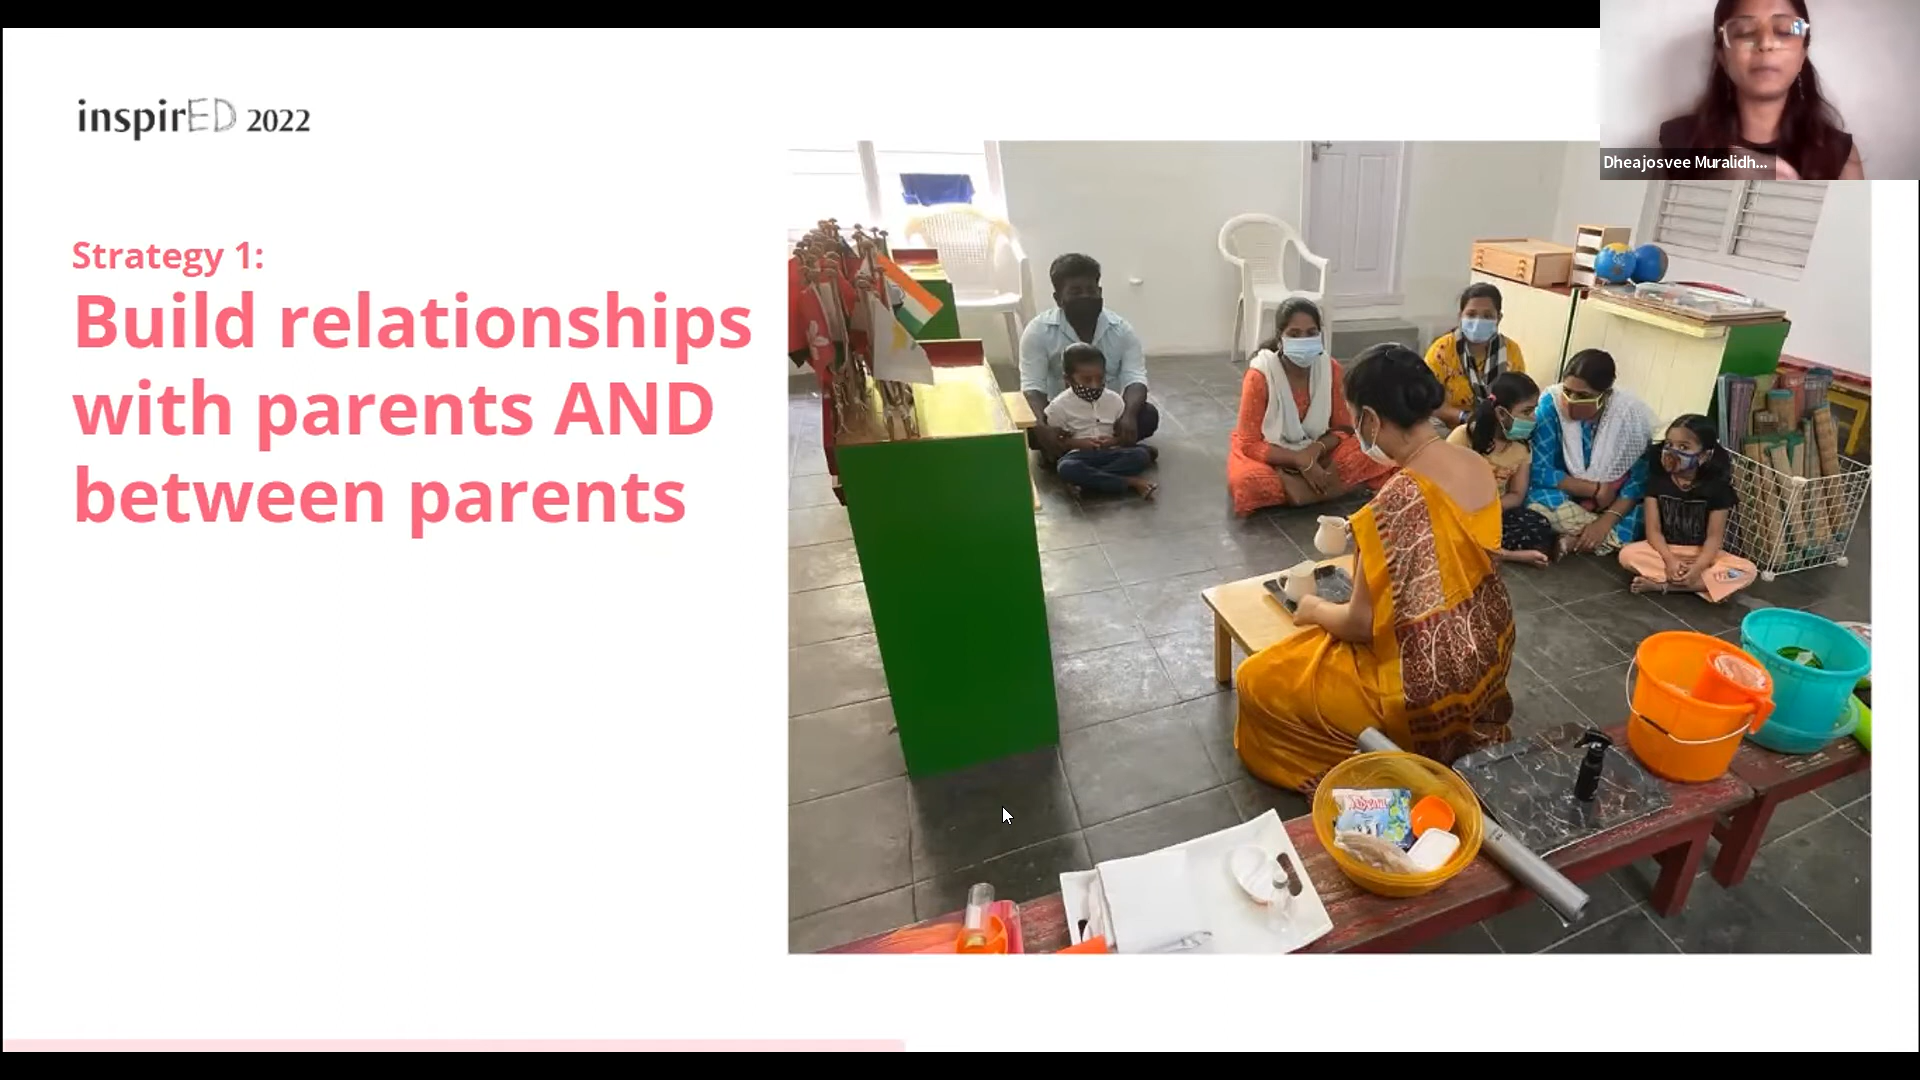 inspirED 2022
Dheajosvee Muralidh...
Strategy 1:
Build relationships
with parents AND
between parents